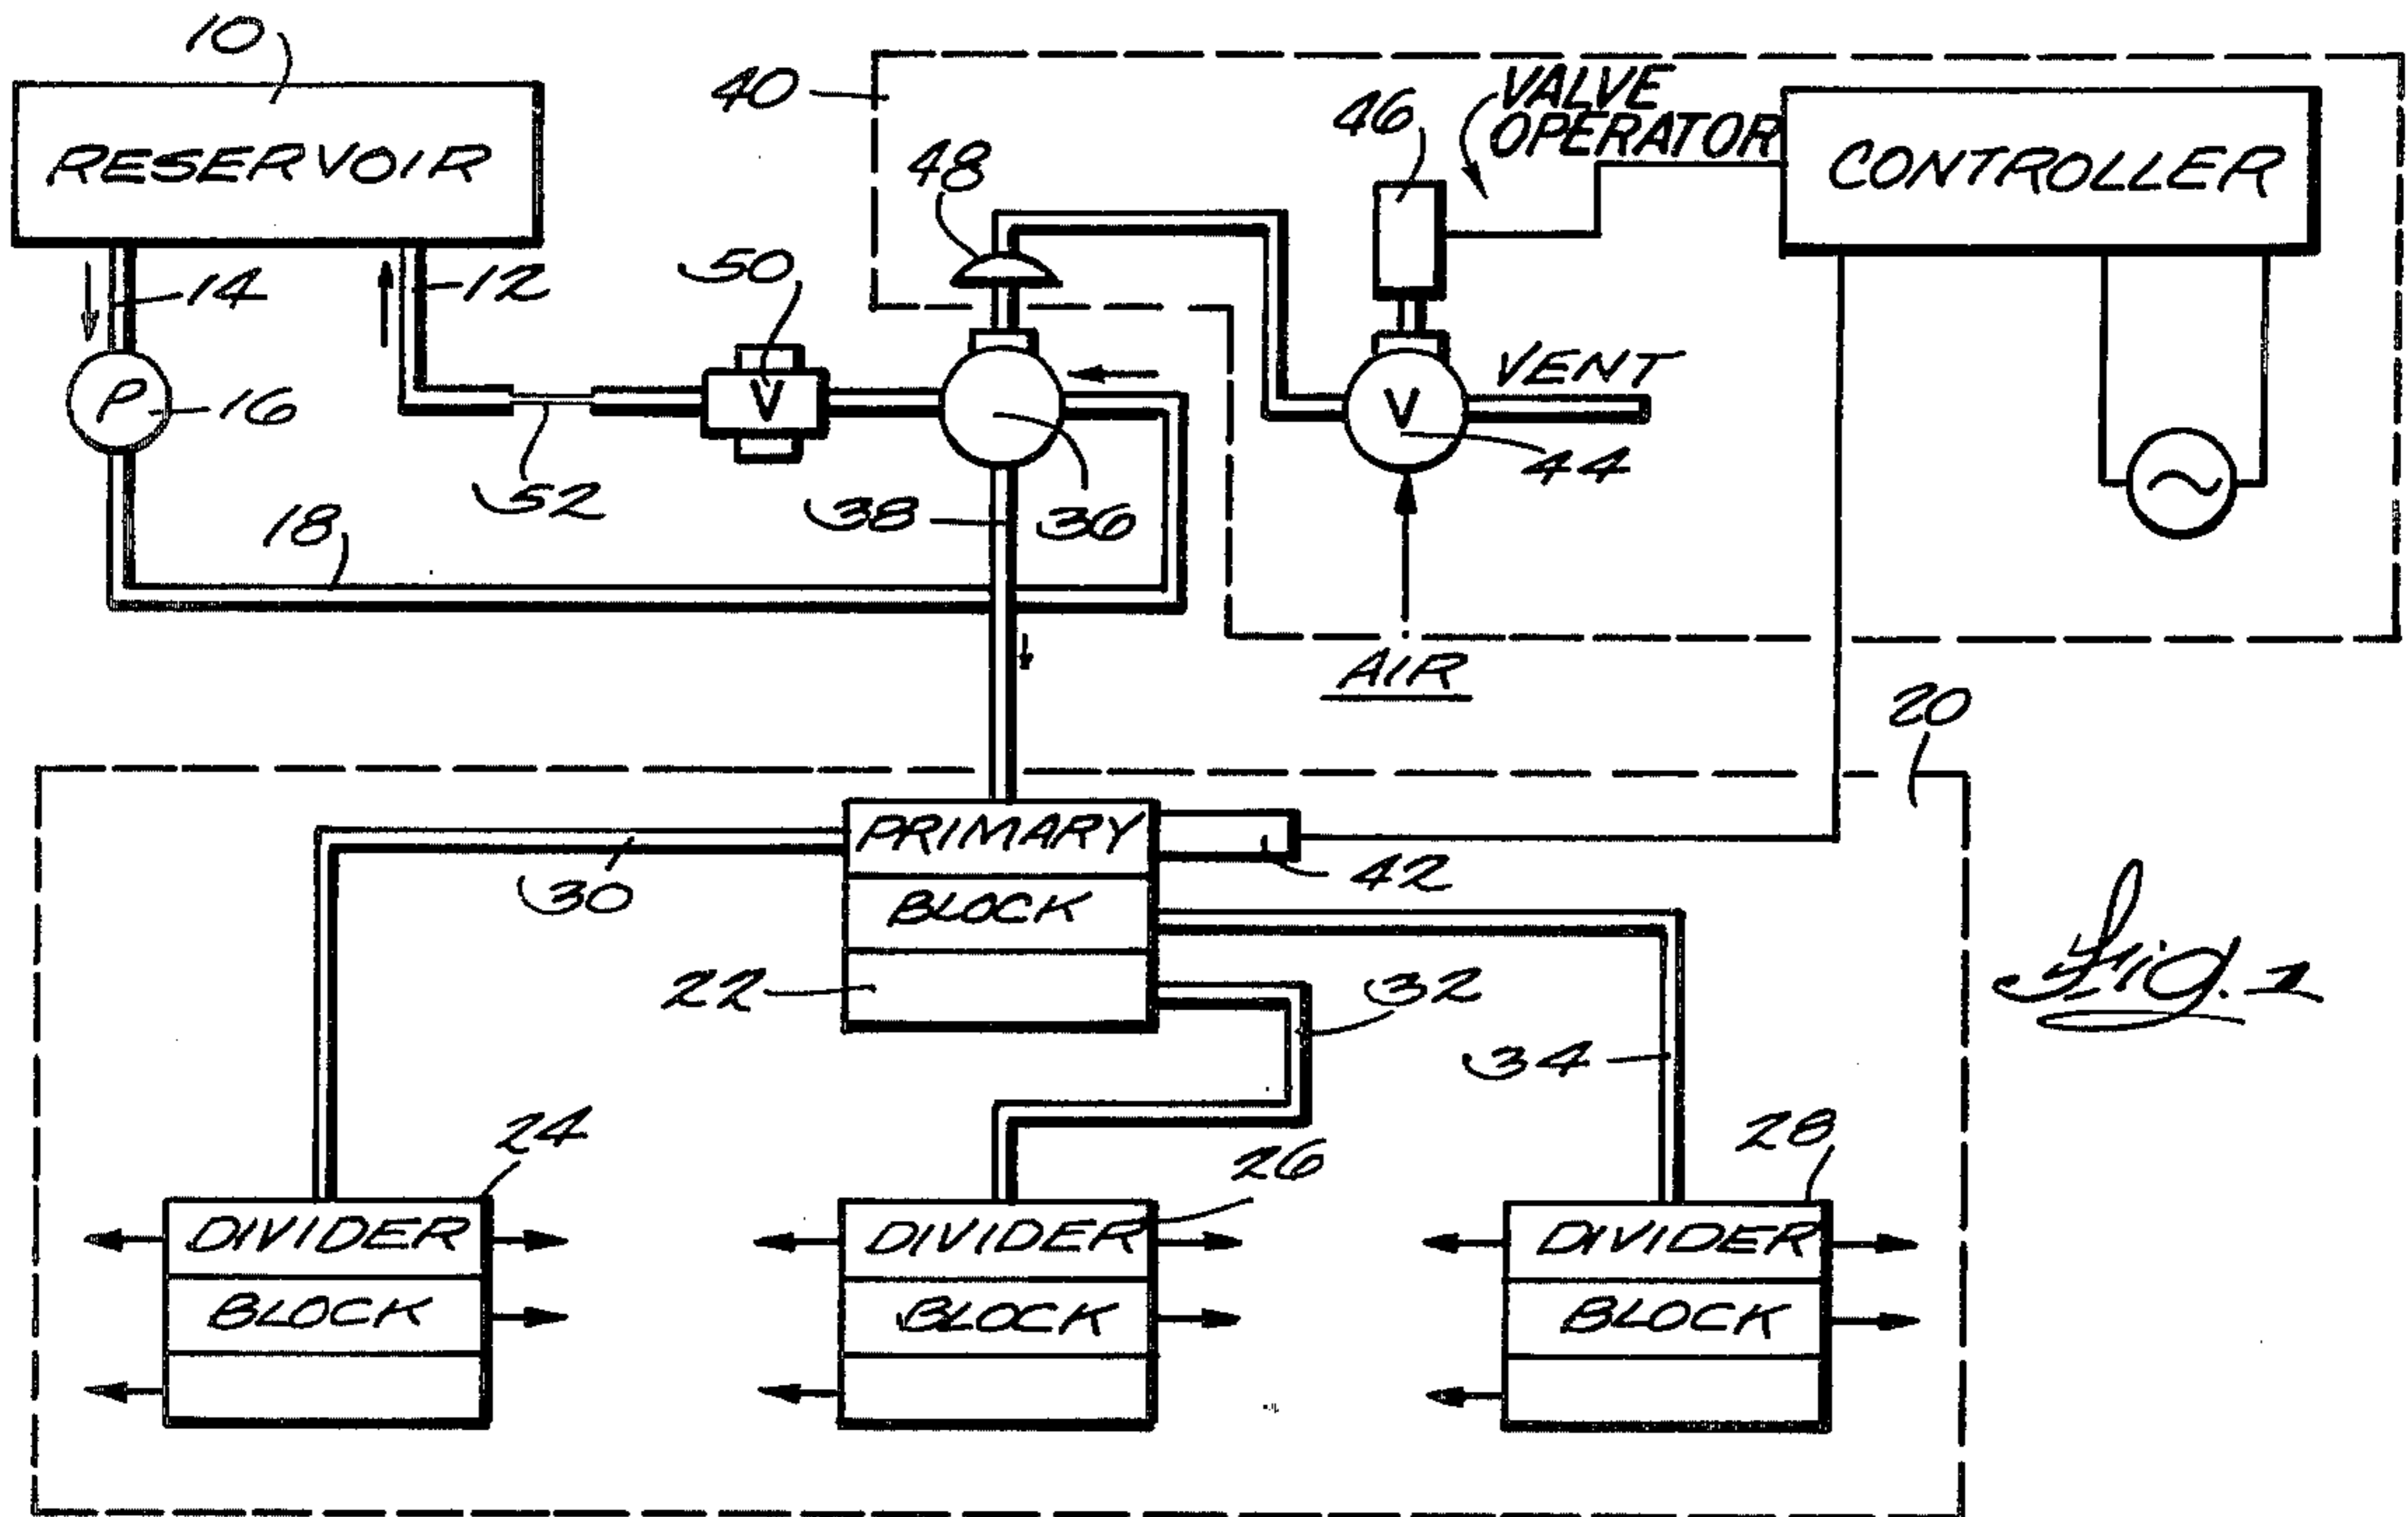 10
RESERVOIR
14
12
P
16
18
52
50
V
38
36
40
48
46
VALVE
OPERATOR
CONTROLLER
V
VENT
44
AIR
20
PRIMARY
BLOCK
22
42
30
32
34
24
DIVIDER
BLOCK
26
DIVIDER
BLOCK
28
DIVIDER
BLOCK
Fig. 1